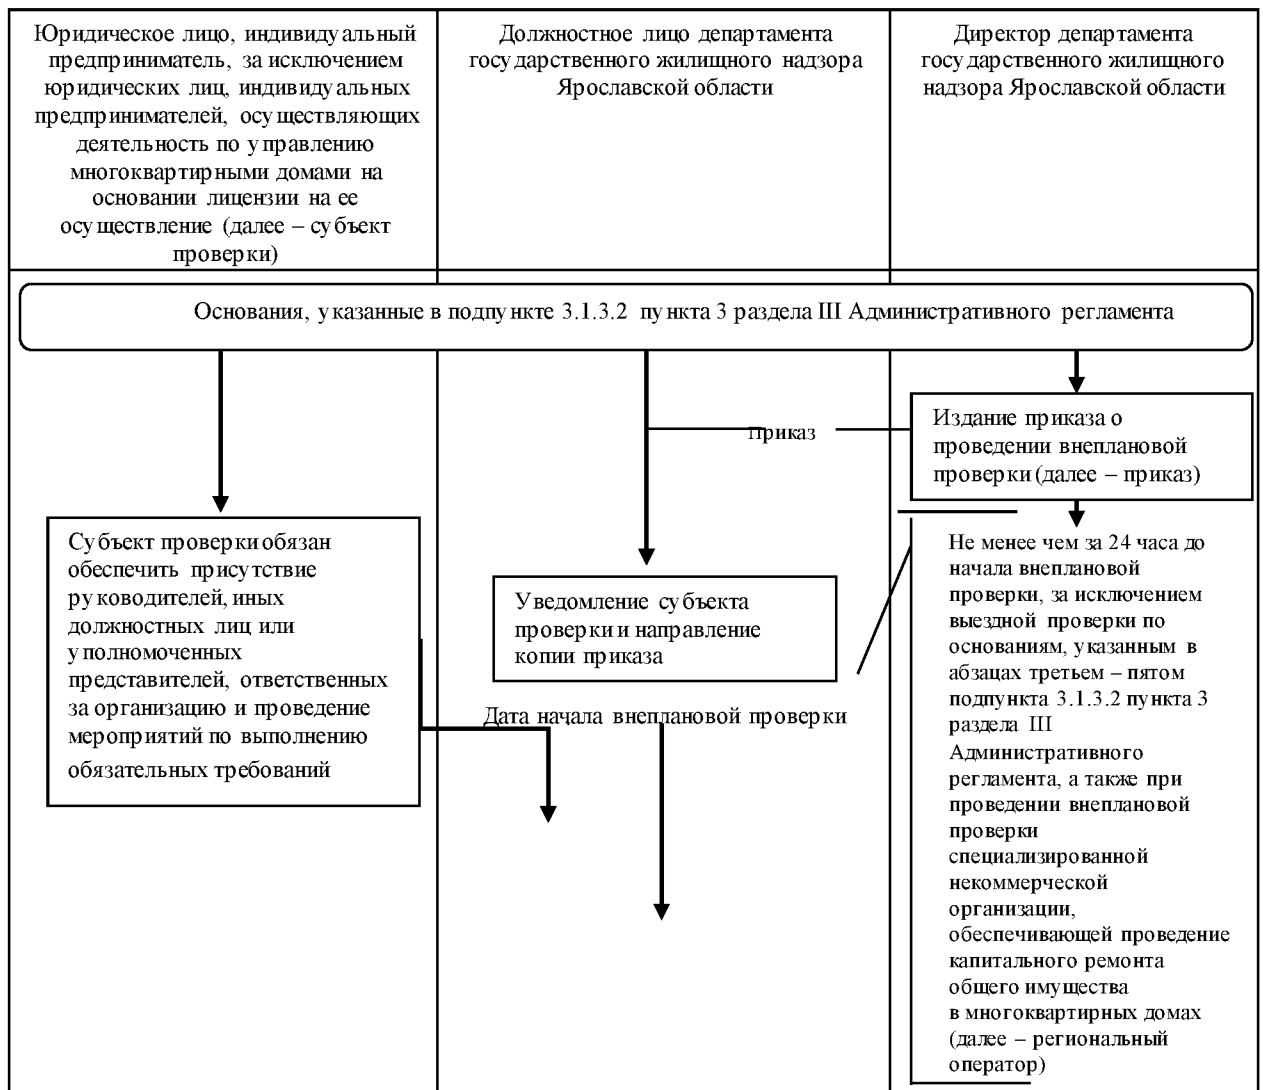 Юридическое лицо, индивидуальный
предприниматель, за исключением
юридических лиц, индивидуальных
предпринимателей, осуществляющих
деятельность по управлению
многоквартирными домами на
основании лицензии на ее
осуществление (далее – субъект
проверки)
Должностное лицо департамента
государственного жилищного надзора
Ярославской области
Директор департамента
государственного жилищного
надзора Ярославской области
Основания, указанные в подпункте 3.1.3.2 пункта 3 раздела III Административного регламента
Издание приказа о
проведении внеплановой
проверки (далее – приказ)
приказ
Субъект проверки обязан
обеспечить присутствие
руководителей, иных
должностных лиц или
уполномоченных
представителей, ответственных
за организацию и проведение
мероприятий по выполнению
обязательных требований
Уведомление субъекта
проверки и направление
копии приказа
Дата начала внеплановой проверки
Не менее чем за 24 часа до
начала внеплановой
проверки, за исключением
выездной проверки по
основаниям, указанным в
абзацах третьем – пятом
подпункта 3.1.3.2 пункта 3
раздела III
Административного
регламента, а также при
проведении внеплановой
проверки
специализированной
некоммерческой
организации,
обеспечивающей проведение
капитального ремонта
общего имущества
в многоквартирных домах
(далее – региональный
оператор)